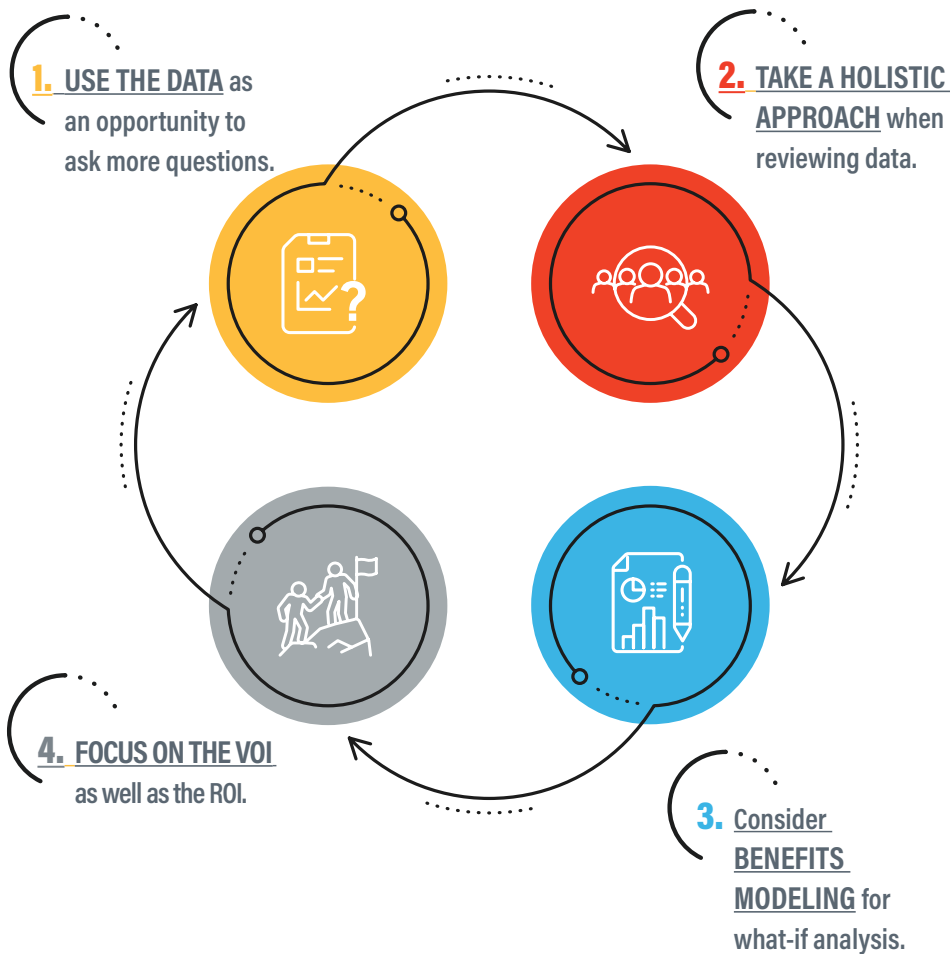 1. USE THE DATA as
an opportunity to
ask more questions.
2. TAKE A HOLISTIC
APPROACH when
reviewing data.
?
4. FOCUS ON THE VOI
as well as the ROI.
3. Consider
BENEFITS
MODELING for
what-if analysis.